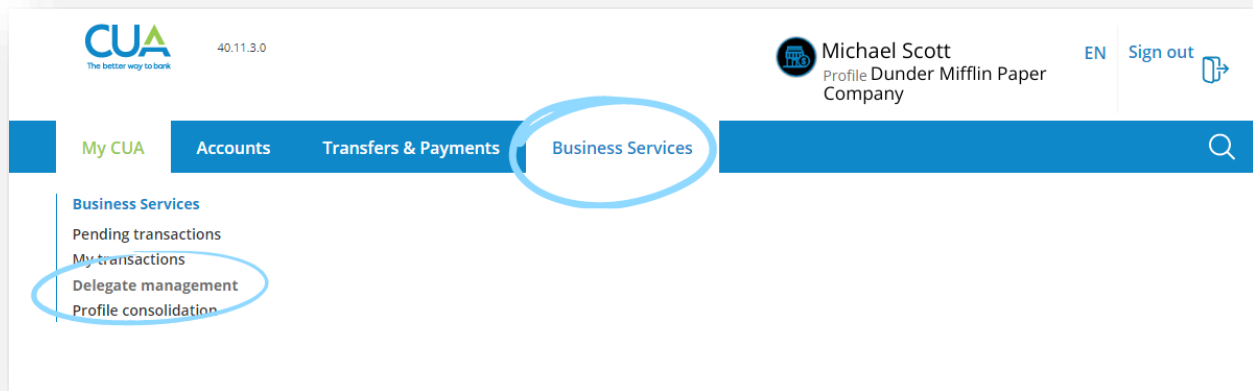 CUA
The better way to bank
40.11.3.0
Michael Scott
Profile Dunder Mifflin Paper
Company
EN
Sign out
My CUA
Accounts
Transfers & Payments
Business Services
Business Services
Pending transactions
My transactions
Delegate management
Profile consolidation